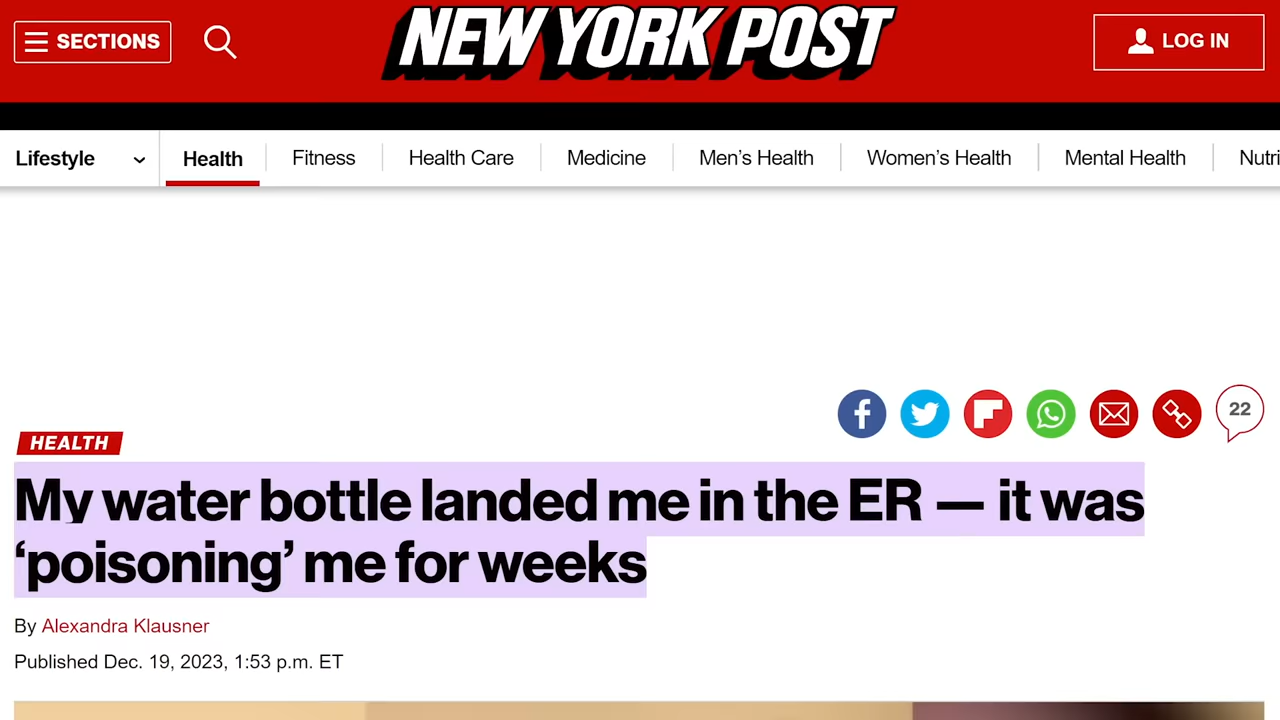 SECTIONS
NEW YORK POST
LOG IN
Lifestyle
Health
Fitness
Health Care
Medicine
Men's Health
Women's Health
Mental Health
Nutri
22
HEALTH
My water bottle landed me in the ER — it was
‘poisoning’ me for weeks
By Alexandra Klausner
Published Dec. 19, 2023, 1:53 p.m. ET